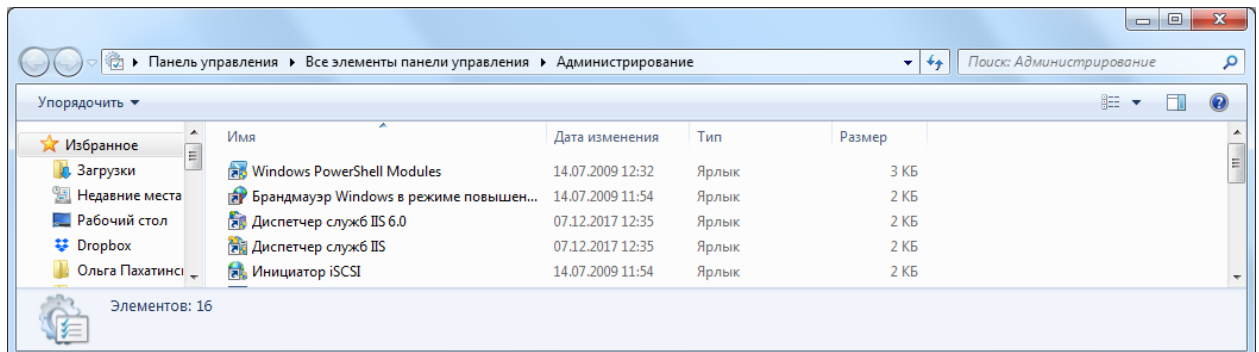 Панель управления ▸ Все элементы панели управления ▸ Администрирование Поиск: Администрирование
Упорядочить
Избранное
Загрузки
Недавние места
Рабочий стол
Dropbox
Ольга
Имя Дата изменения Тип Размер
Windows PowerShell Modules 14.07.2009 12:32 Ярлык 3 КБ
Брандмауэр Windows в режиме повышен... 14.07.2009 11:54 Ярлык 2 КБ
Диспетчер служб IIS 6.0 07.12.2017 12:35 Ярлык 2 КБ
Диспетчер служб IIS 07.12.2017 12:35 Ярлык 2 КБ
Инициатор iSCSI 14.07.2009 11:54 Ярлык 2 КБ
Элементов: 16